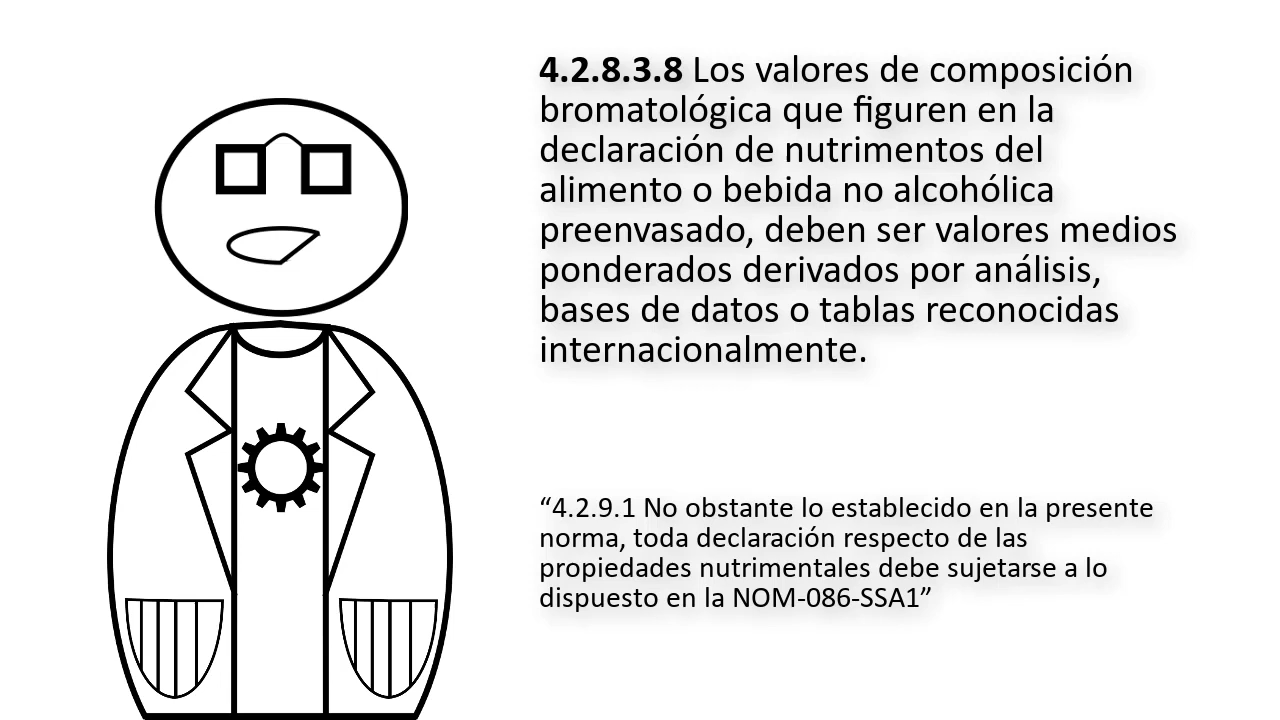 4.2.8.3.8 Los valores de composición
bromatológica que figuren en la
declaración de nutrimentos del
alimento o bebida no alcohólica
preenvasado, deben ser valores medios
ponderados derivados por análisis,
bases de datos o tablas reconocidas
internacionalmente.
“4.2.9.1 No obstante lo establecido en la presente
norma, toda declaración respecto de las
propiedades nutrimentales debe sujetarse a lo
dispuesto en la NOM-086-SSA1”